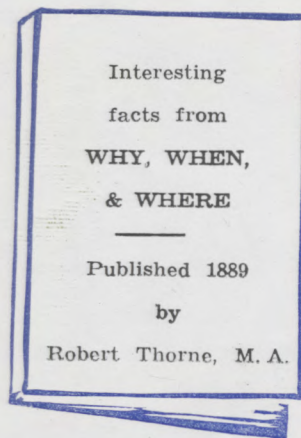 Interesting
facts from
WHY, WHEN,
& WHERE
Published 1889
by
Robert Thorne, M. A.